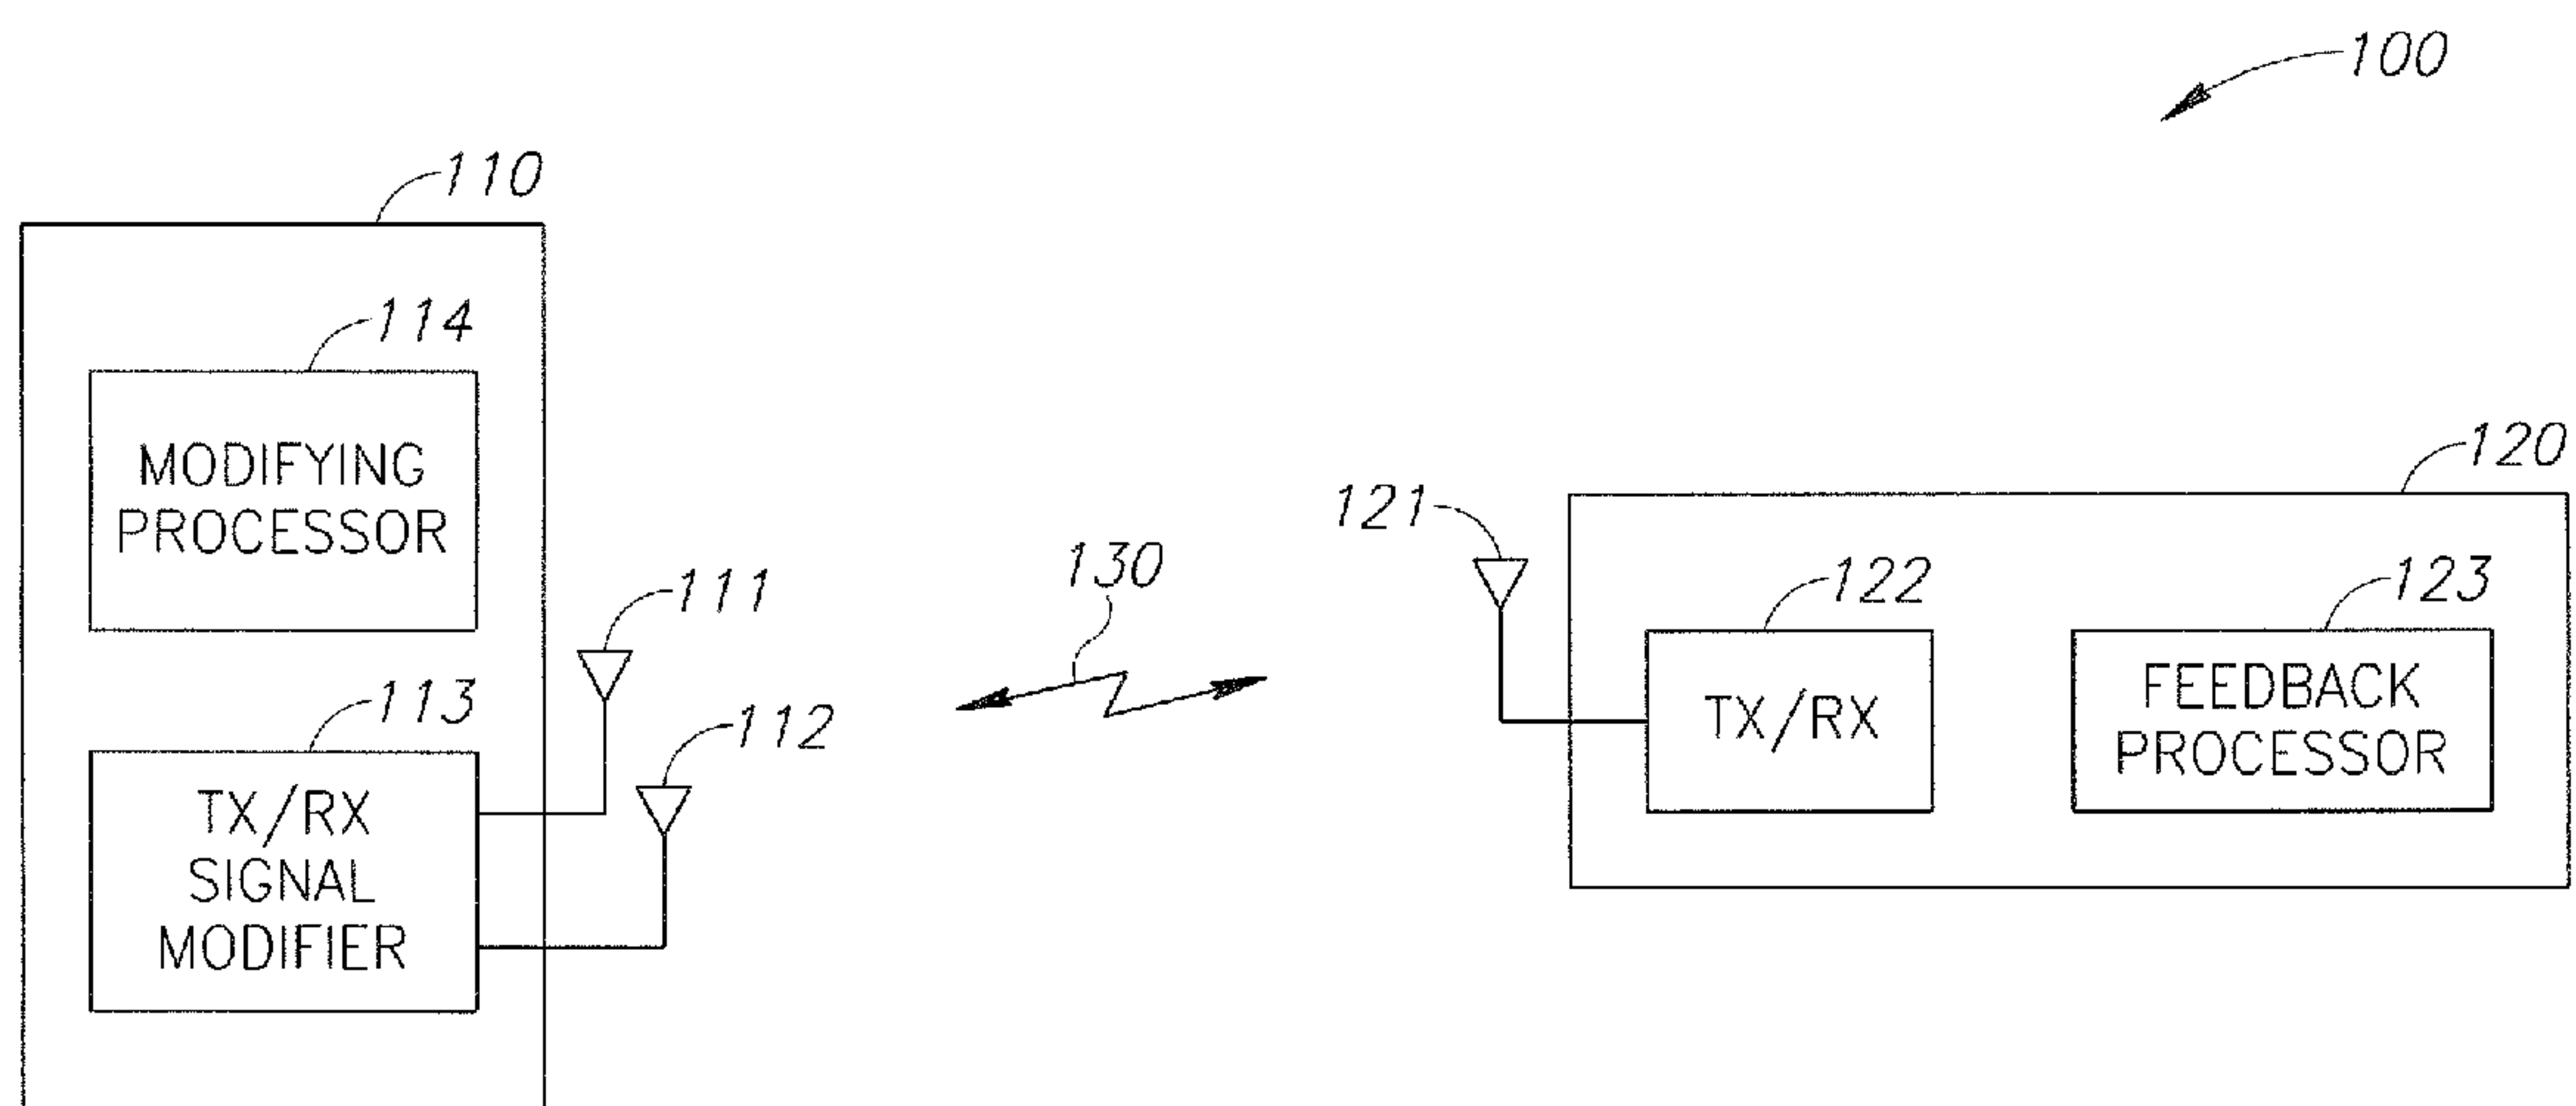 100
110
114
MODIFYING
PROCESSOR
111
113
112
TX/RX
SIGNAL
MODIFIER
130
120
121
122
123
TX/RX
FEEDBACK
PROCESSOR